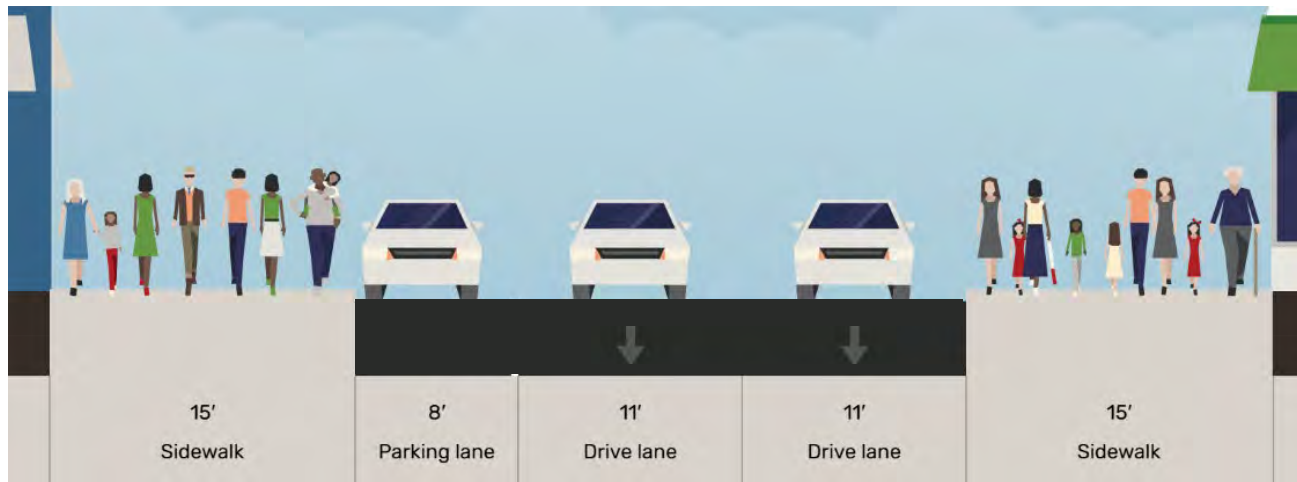 15′
Sidewalk
8′
Parking lane
11′
Drive lane
11′
Drive lane
15′
Sidewalk